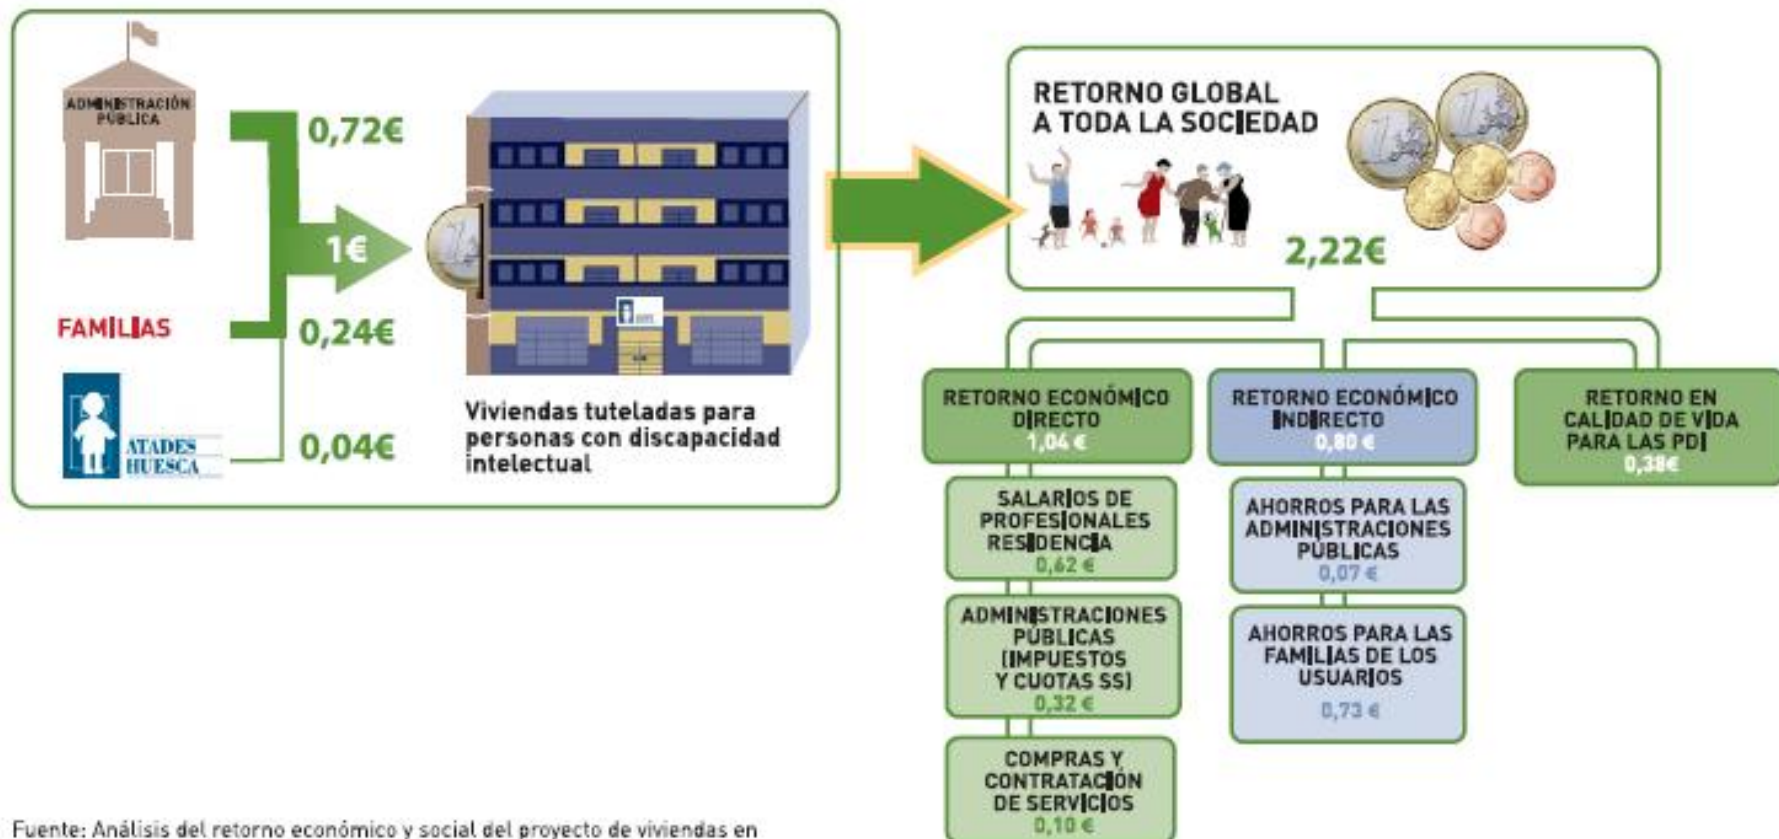 ADMINISTRACIÓN
PÚBLICA
0,72€
1€
FAMILIAS
0,24€
ATADES
HUESCA
0,04€
Viviendas tuteladas para
personas con discapacidad
intelectual
RETORNO GLOBAL
A TODA LA SOCIEDAD
2,22€
RETORNO ECONÓMICO
DIRECTO
1,04 €
SALARIOS DE
PROFESIONALES
RESIDENCIA
0,62 €
ADMINISTRACIONES
PÚBLICAS
(IMPUESTOS
Y CUOTAS SS)
0,32 €
COMPRAS Y
CONTRATACIÓN
DE SERVICIOS
0,10 €
RETORNO ECONÓMICO
INDIRECTO
0,80 €
AHORROS PARA LAS
ADMINISTRACIONES
PÚBLICAS
0,07 €
AHORROS PARA LAS
FAMILIAS DE LOS
USUARIOS
0,73 €
RETORNO EN
CALIDAD DE VIDA
PARA LAS PDI
0,38€
Fuente: Análisis del retorno económico y social del proyecto de viviendas en